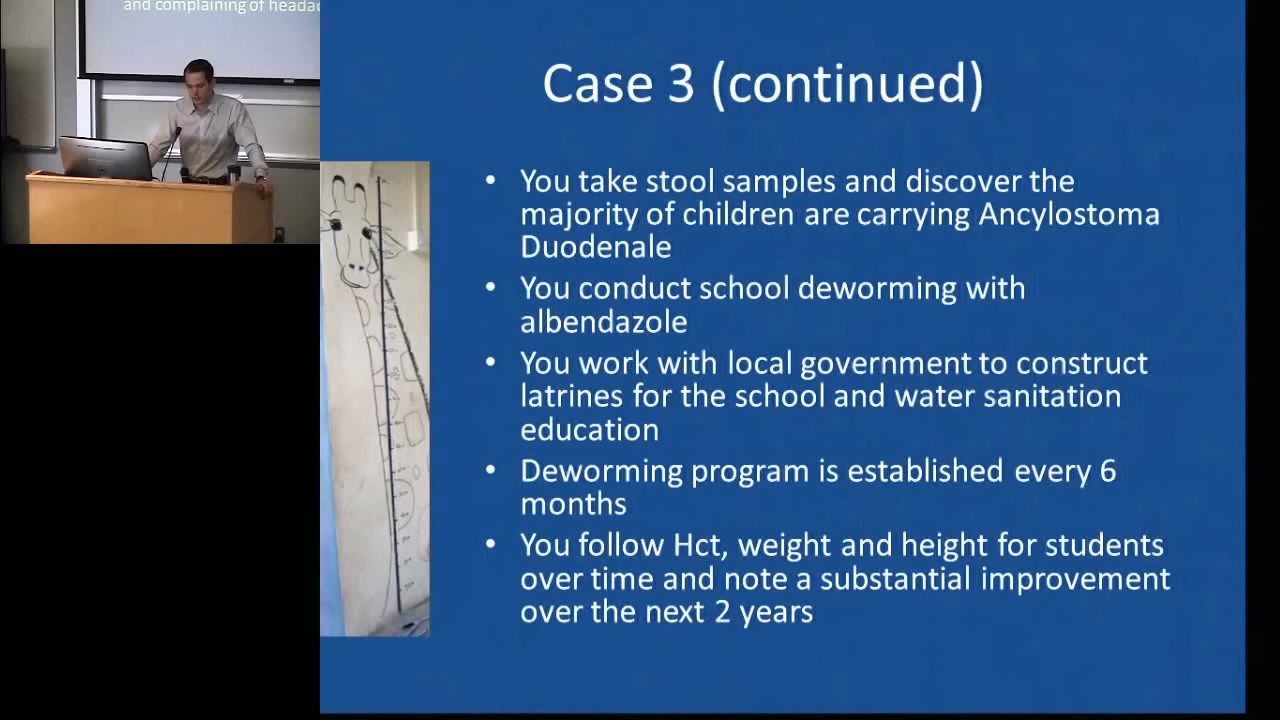 and complaining of headac
Case 3 (continued)
• You take stool samples and discover the
majority of children are carrying Ancylostoma
Duodenale
• You conduct school deworming with
albendazole
• You work with local government to construct
latrines for the school and water sanitation
education
• Deworming program is established every 6
months
• You follow Hct, weight and height for students
over time and note a substantial improvement
over the next 2 years